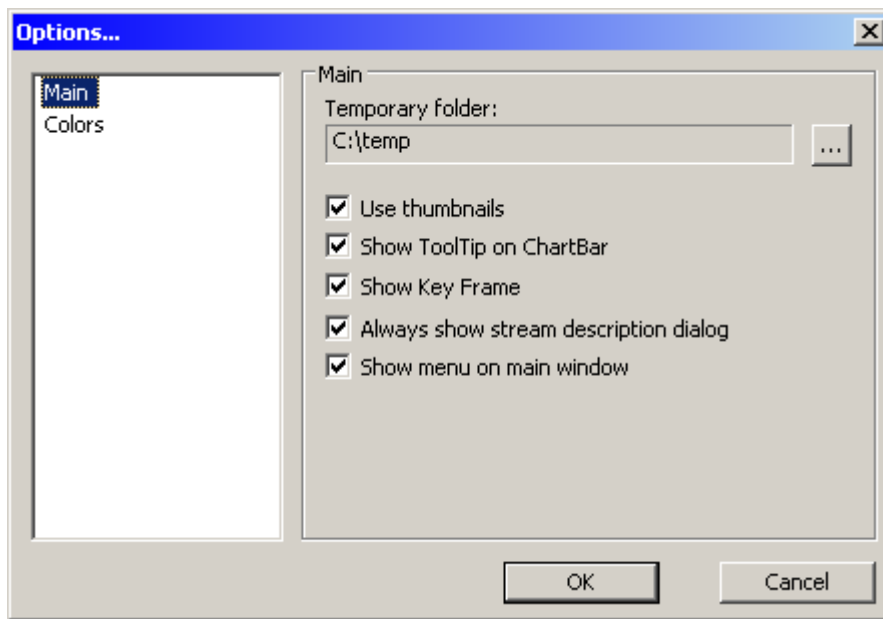 Options...
Main
Colors
Main
Temporary folder:
C:\temp
...
Use thumbnails
Show ToolTip on ChartBar
Show Key Frame
Always show stream description dialog
Show menu on main window
OK
Cancel